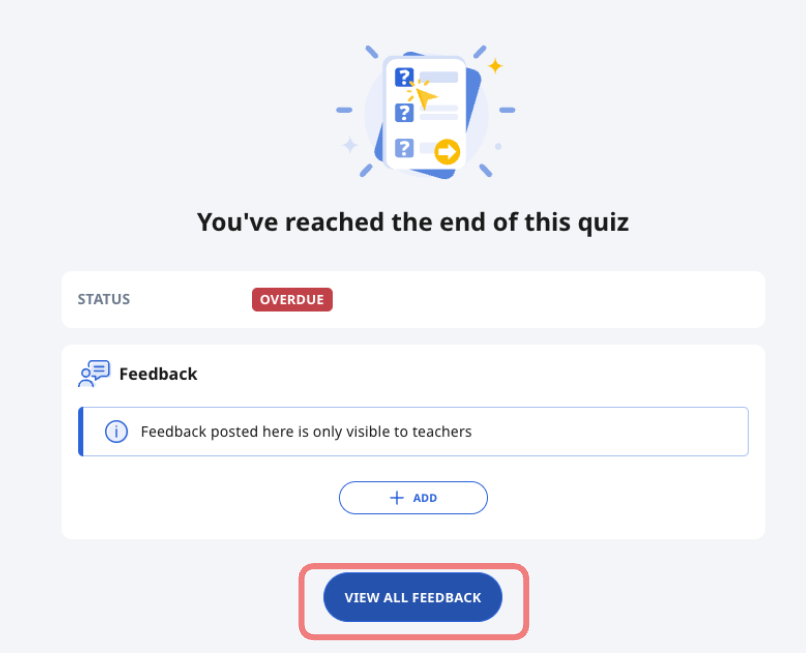 ?
?
?
You've reached the end of this quiz
STATUS OVERDUE
Feedback
i Feedback posted here is only visible to teachers
+ ADD
VIEW ALL FEEDBACK